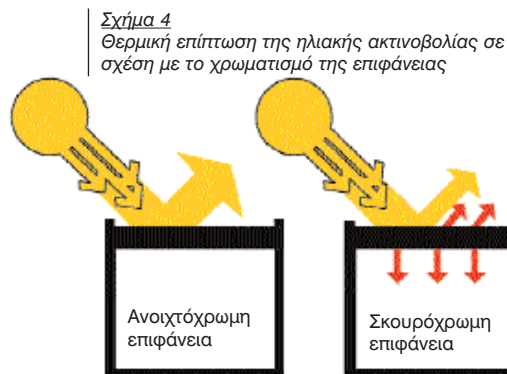 Σχήμα 4
Θερμική επίπτωση της ηλιακής ακτινοβολίας σε
σχέση με το χρωματισμό της επιφάνειας
Ανοιχτόχρωμη
επιφάνεια
Σκουρόχρωμη
επιφάνεια